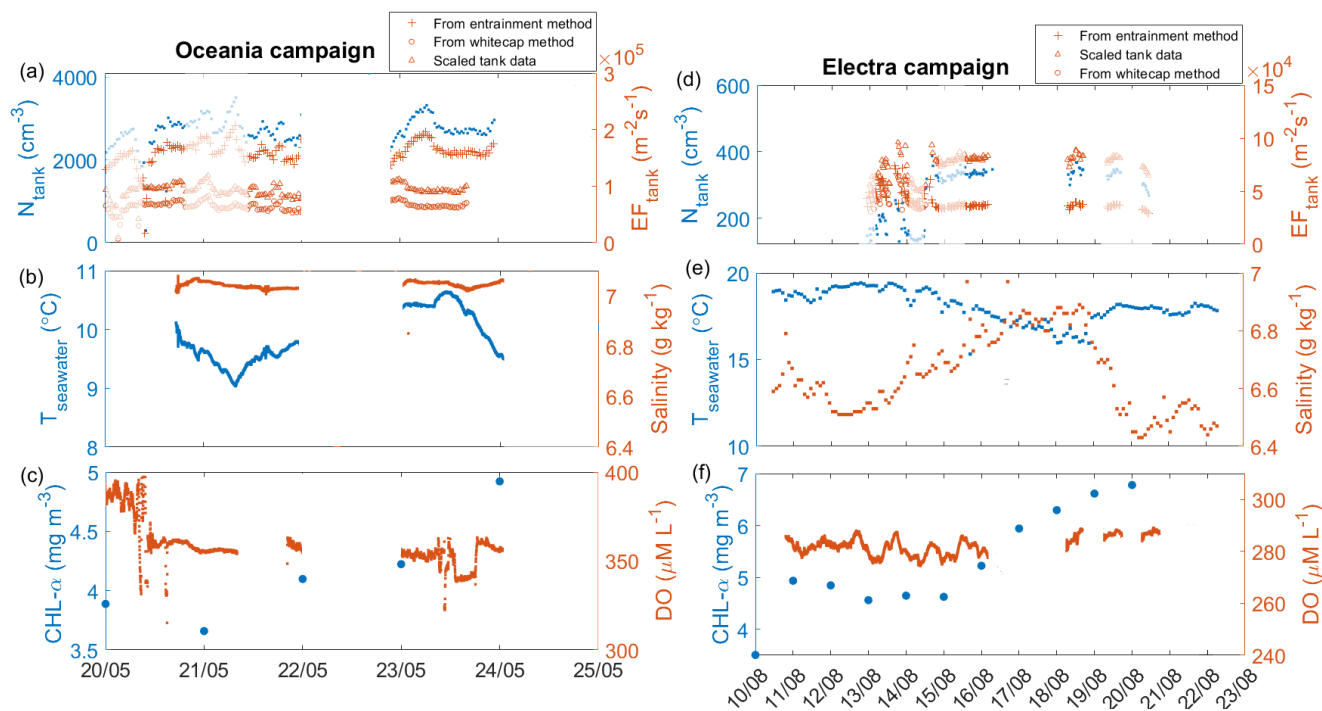 Oceania campaign
From entrainment method
From whitecap method
Scaled tank data
×10⁵
(a)
4000
2000
0
N_tank (cm⁻³)
3
2
1
0
EF_tank (m⁻²s⁻¹)
(b)
11
10
9
8
T_seawater (°C)
7
6.8
6.6
6.4
Salinity (g kg⁻¹)
(c)
5
4.5
4
3.5
CHL-α (mg m⁻³)
400
350
300
DO (μM L⁻¹)
20/05 21/05 22/05 23/05 24/05 25/05
Electra campaign
From entrainment method
Scaled tank data
From whitecap method
×10⁴
(d)
600
400
200
N_tank (cm⁻³)
15
10
5
0
EF_tank (m⁻²s⁻¹)
(e)
20
15
10
T_seawater (°C)
7
6.8
6.6
6.4
Salinity (g kg⁻¹)
(f)
7
6
5
4
CHL-α (mg m⁻³)
300
280
260
240
DO (μM L⁻¹)
10/08 11/08 12/08 13/08 14/08 15/08 16/08 17/08 18/08 19/08 20/08 21/08 22/08 23/08